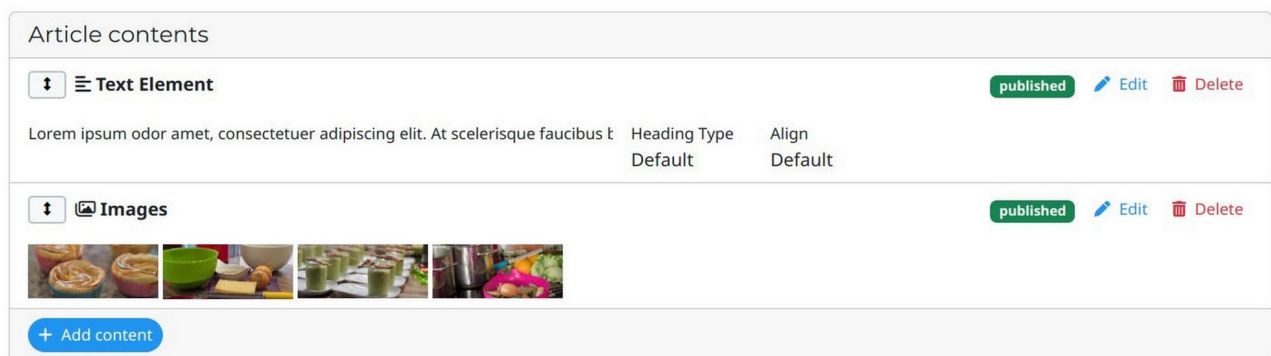 Article contents
Text Element
published Edit Delete
Lorem ipsum odor amet, consectetuer adipiscing elit. At scelerisque faucibus Heading Type Align
Default Default
Images
published Edit Delete
+ Add content